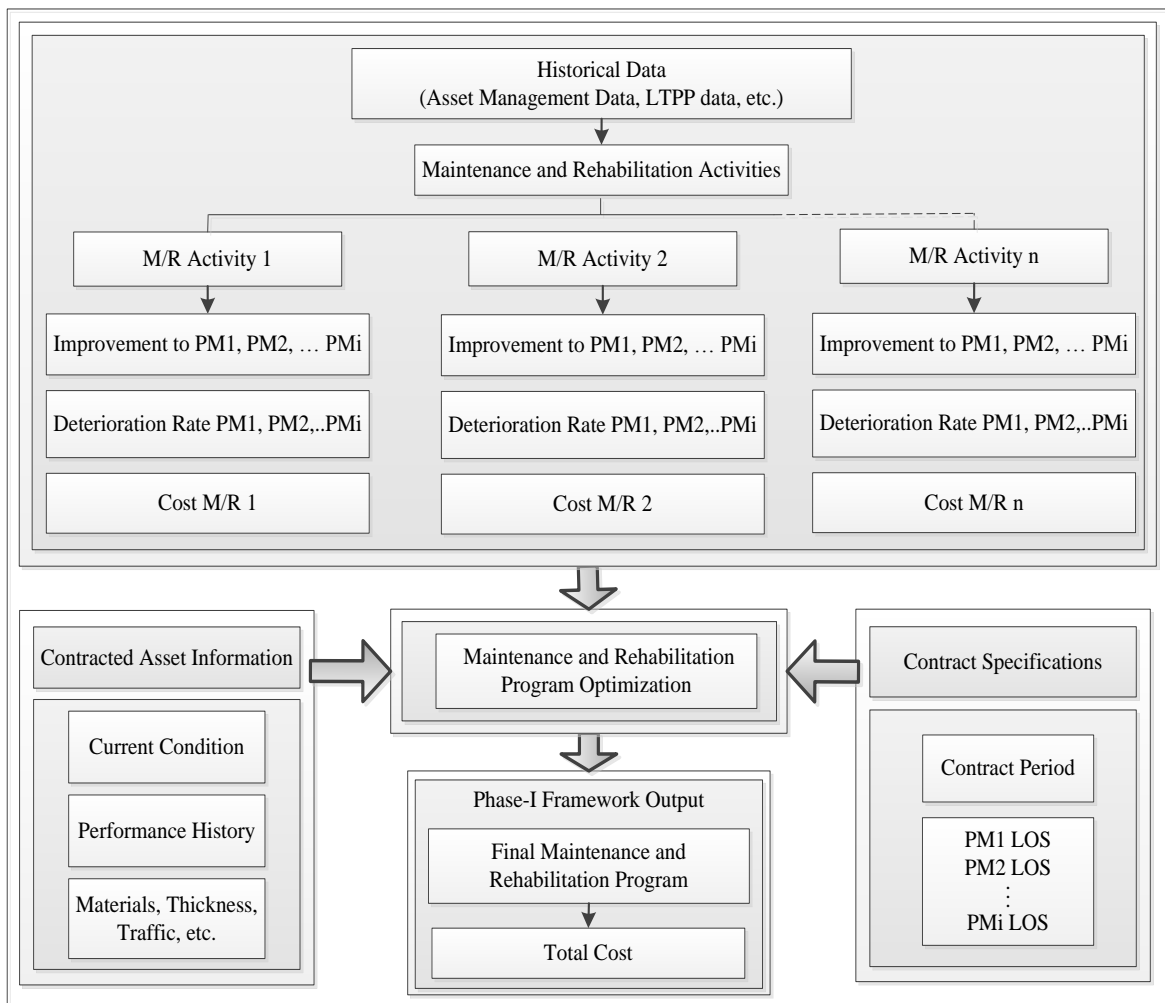 Historical Data
(Asset Management Data, LTPP data, etc.)
Maintenance and Rehabilitation Activities
M/R Activity 1
M/R Activity 2
M/R Activity n
Improvement to PM1, PM2, … PMi
Improvement to PM1, PM2, … PMi
Improvement to PM1, PM2, … PMi
Deterioration Rate PM1, PM2,..PMi
Deterioration Rate PM1, PM2,..PMi
Deterioration Rate PM1, PM2,..PMi
Cost M/R 1
Cost M/R 2
Cost M/R n
Contracted Asset Information
Current Condition
Performance History
Materials, Thickness,
Traffic, etc.
Maintenance and Rehabilitation
Program Optimization
Phase-I Framework Output
Final Maintenance and
Rehabilitation Program
Total Cost
Contract Specifications
Contract Period
PM1 LOS
PM2 LOS
⋮
PMi LOS